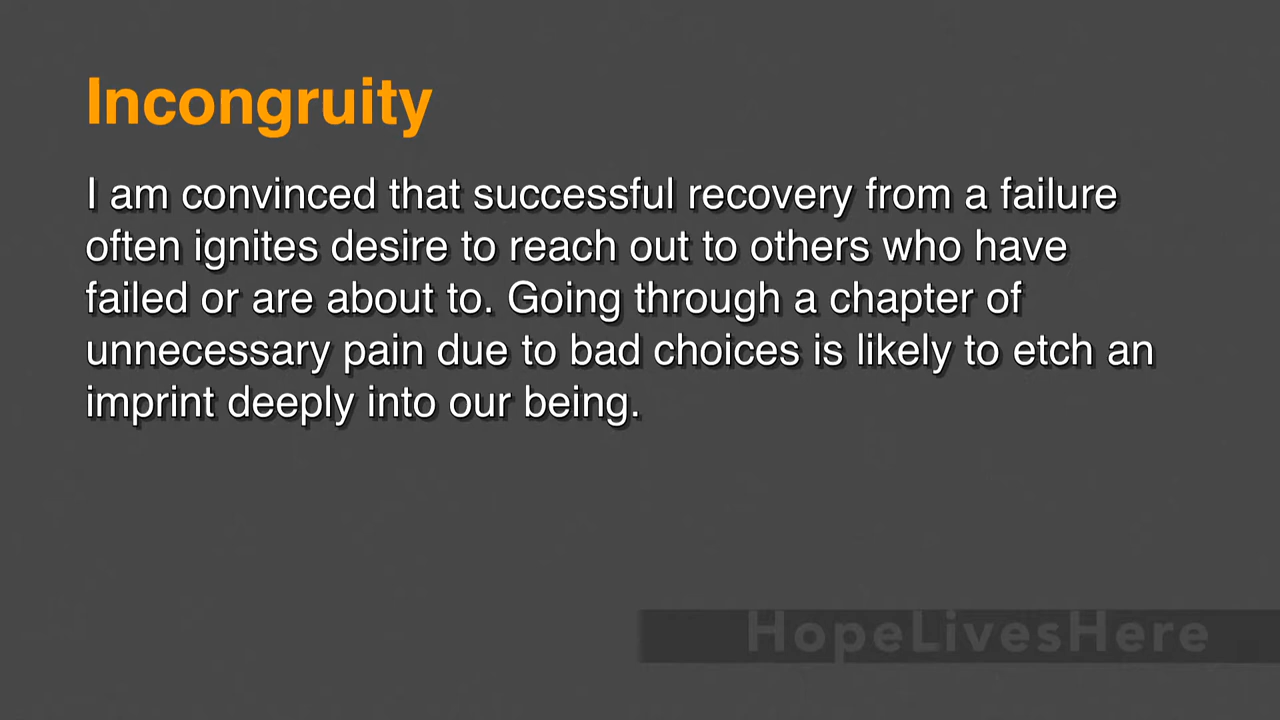 Incongruity
I am convinced that successful recovery from a failure
often ignites desire to reach out to others who have
failed or are about to. Going through a chapter of
unnecessary pain due to bad choices is likely to etch an
imprint deeply into our being.
HopeLivesHere